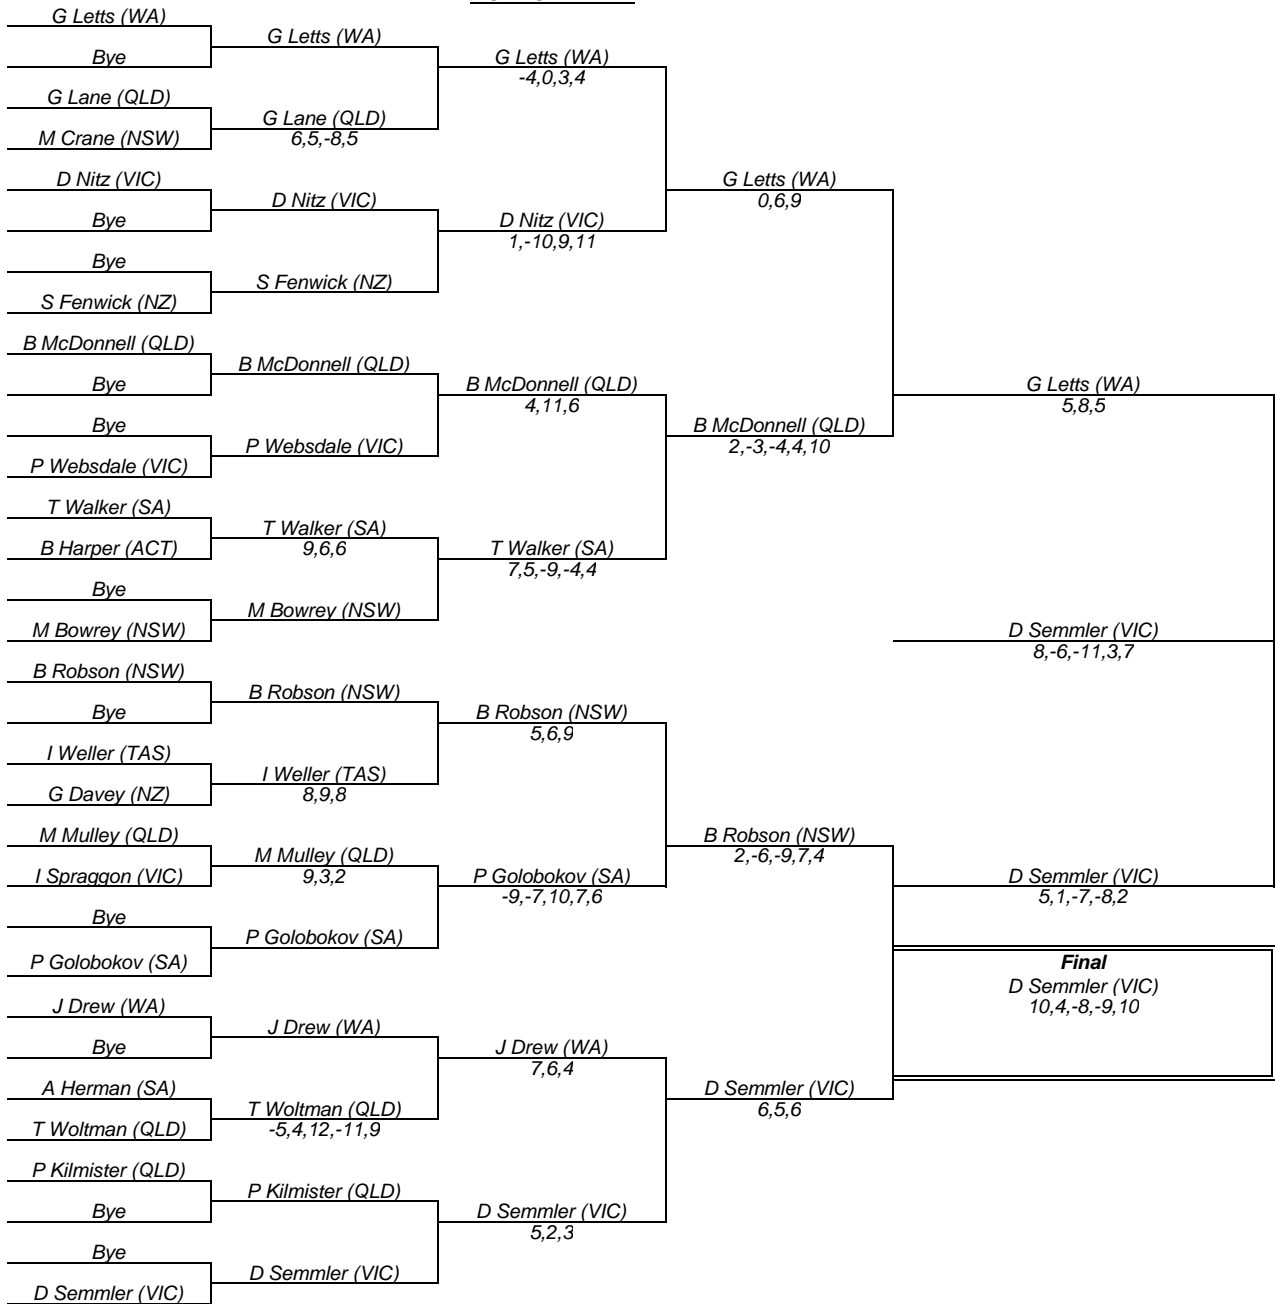 G Letts (WA)
Bye
G Lane (QLD)
M Crane (NSW)
D Nitz (VIC)
Bye
Bye
S Fenwick (NZ)
B McDonnell (QLD)
Bye
Bye
P Websdale (VIC)
T Walker (SA)
B Harper (ACT)
Bye
M Bowrey (NSW)
B Robson (NSW)
Bye
I Weller (TAS)
G Davey (NZ)
M Mulley (QLD)
I Spraggon (VIC)
Bye
P Golobokov (SA)
J Drew (WA)
Bye
A Herman (SA)
T Woltman (QLD)
P Kilmister (QLD)
Bye
Bye
D Semmler (VIC)
G Letts (WA)
G Lane (QLD)
6,5,-8,5
D Nitz (VIC)
S Fenwick (NZ)
B McDonnell (QLD)
P Websdale (VIC)
T Walker (SA)
9,6,6
M Bowrey (NSW)
B Robson (NSW)
I Weller (TAS)
8,9,8
M Mulley (QLD)
9,3,2
P Golobokov (SA)
J Drew (WA)
T Woltman (QLD)
-5,4,12,-11,9
P Kilmister (QLD)
D Semmler (VIC)
G Letts (WA)
-4,0,3,4
D Nitz (VIC)
1,-10,9,11
B McDonnell (QLD)
4,11,6
T Walker (SA)
7,5,-9,-4,4
B Robson (NSW)
5,6,9
P Golobokov (SA)
-9,-7,10,7,6
J Drew (WA)
7,6,4
D Semmler (VIC)
5,2,3
G Letts (WA)
0,6,9
B McDonnell (QLD)
2,-3,-4,4,10
B Robson (NSW)
2,-6,-9,7,4
D Semmler (VIC)
6,5,6
G Letts (WA)
5,8,5
D Semmler (VIC)
8,-6,-11,3,7
D Semmler (VIC)
5,1,-7,-8,2
Final
D Semmler (VIC)
10,4,-8,-9,10